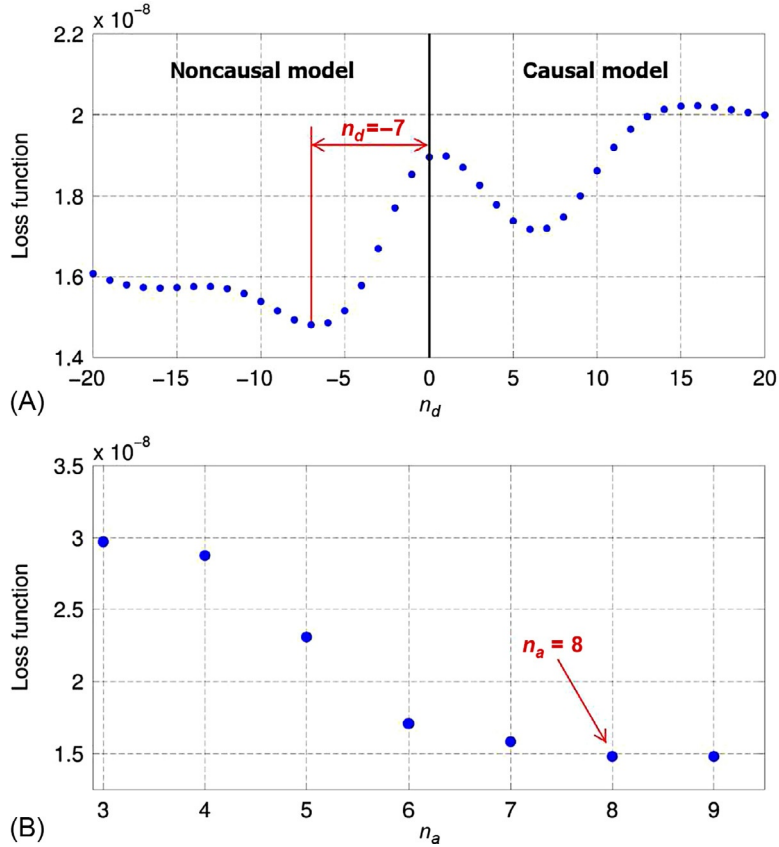 x 10⁻⁸
2.2
Noncausal model
Causal model
n_d=−7
2
1.8
1.6
1.4
Loss function
−20 −15 −10 −5 0 5 10 15 20
n_d
(A)
x 10⁻⁸
3.5
3
2.5
2
1.5
Loss function
n_a = 8
3 4 5 6 7 8 9
n_a
(B)